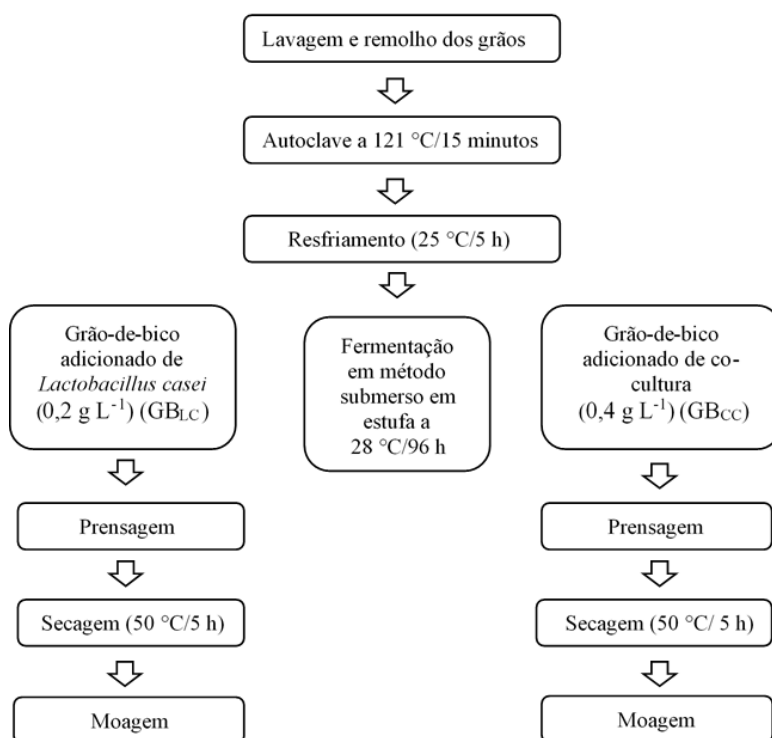 Lavagem e remolho dos grãos
Autoclave a 121 °C/15 minutos
Resfriamento (25 °C/5 h)
Grão-de-bico
adicionado de
Lactobacillus casei
(0,2 g L⁻¹) (GBLC)
Fermentação
em método
submerso em
estufa a
28 °C/96 h
Grão-de-bico
adicionado de co-
cultura
(0,4 g L⁻¹) (GBCC)
Prensagem
Prensagem
Secagem (50 °C/5 h)
Secagem (50 °C/ 5 h)
Moagem
Moagem